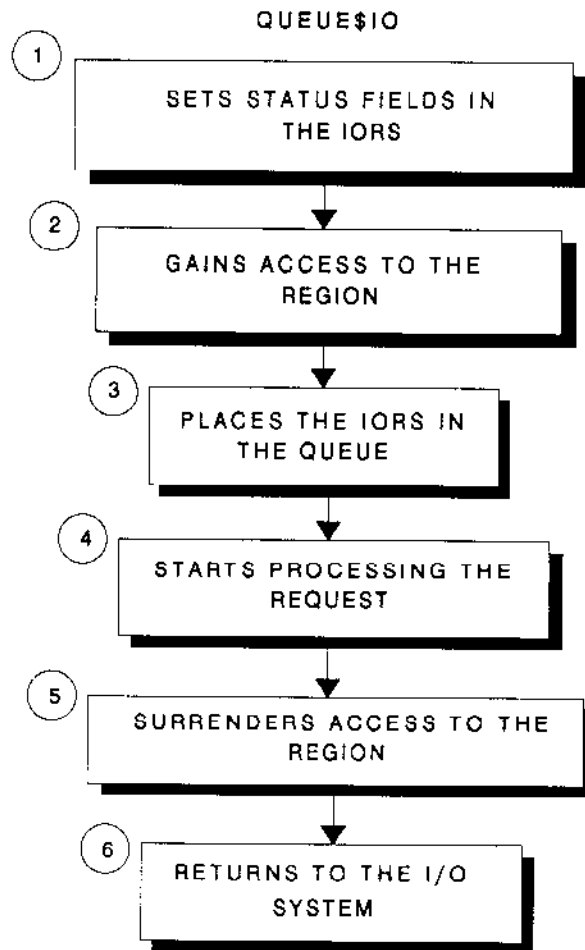 QUEUE$IO
1
SETS STATUS FIELDS IN
THE IORS
2
GAINS ACCESS TO THE
REGION
3
PLACES THE IORS IN
THE QUEUE
4
STARTS PROCESSING THE
REQUEST
5
SURRENDERS ACCESS TO THE
REGION
6
RETURNS TO THE I/O
SYSTEM